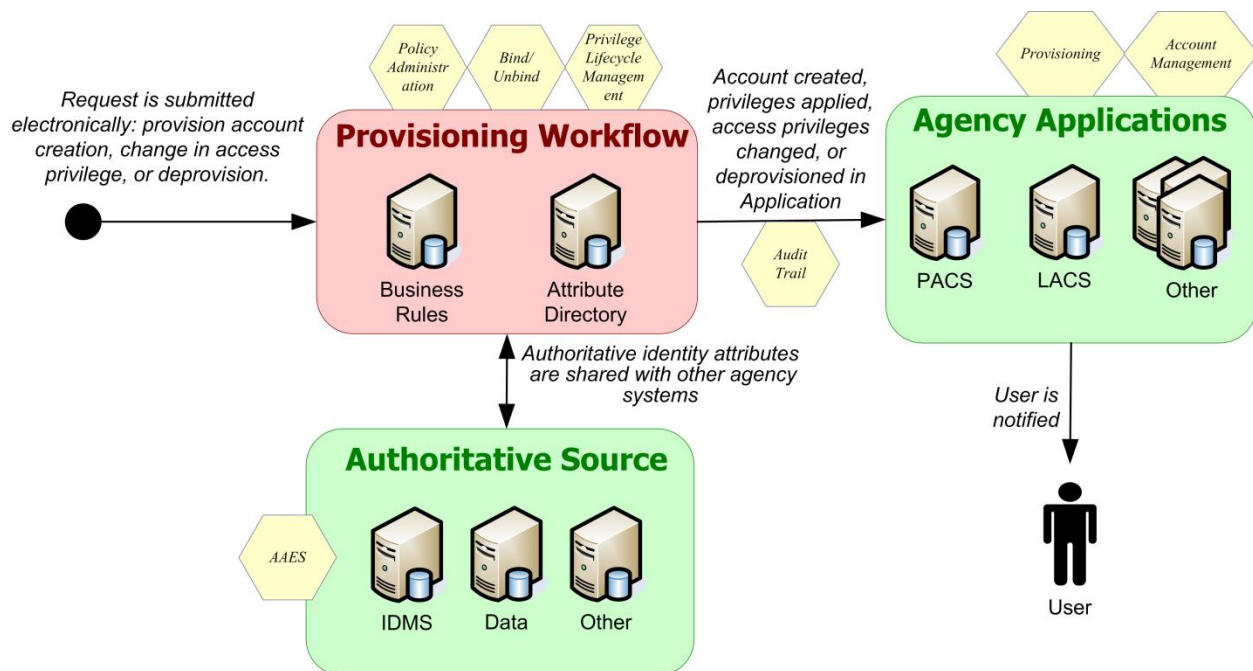 Policy
Administr
ation
Bind/
Unbind
Privilege
Lifecycle
Managem
ent
Provisioning
Account
Management
Request is submitted
electronically: provision account
creation, change in access
privilege, or deprovision.
Provisioning Workflow
Business
Rules
Attribute
Directory
Account created,
privileges applied,
access privileges
changed, or
deprovisioned in
Application
Audit
Trail
Agency Applications
PACS
LACS
Other
Authoritative identity attributes
are shared with other agency
systems
User is
notified
Authoritative Source
AAES
IDMS
Data
Other
User